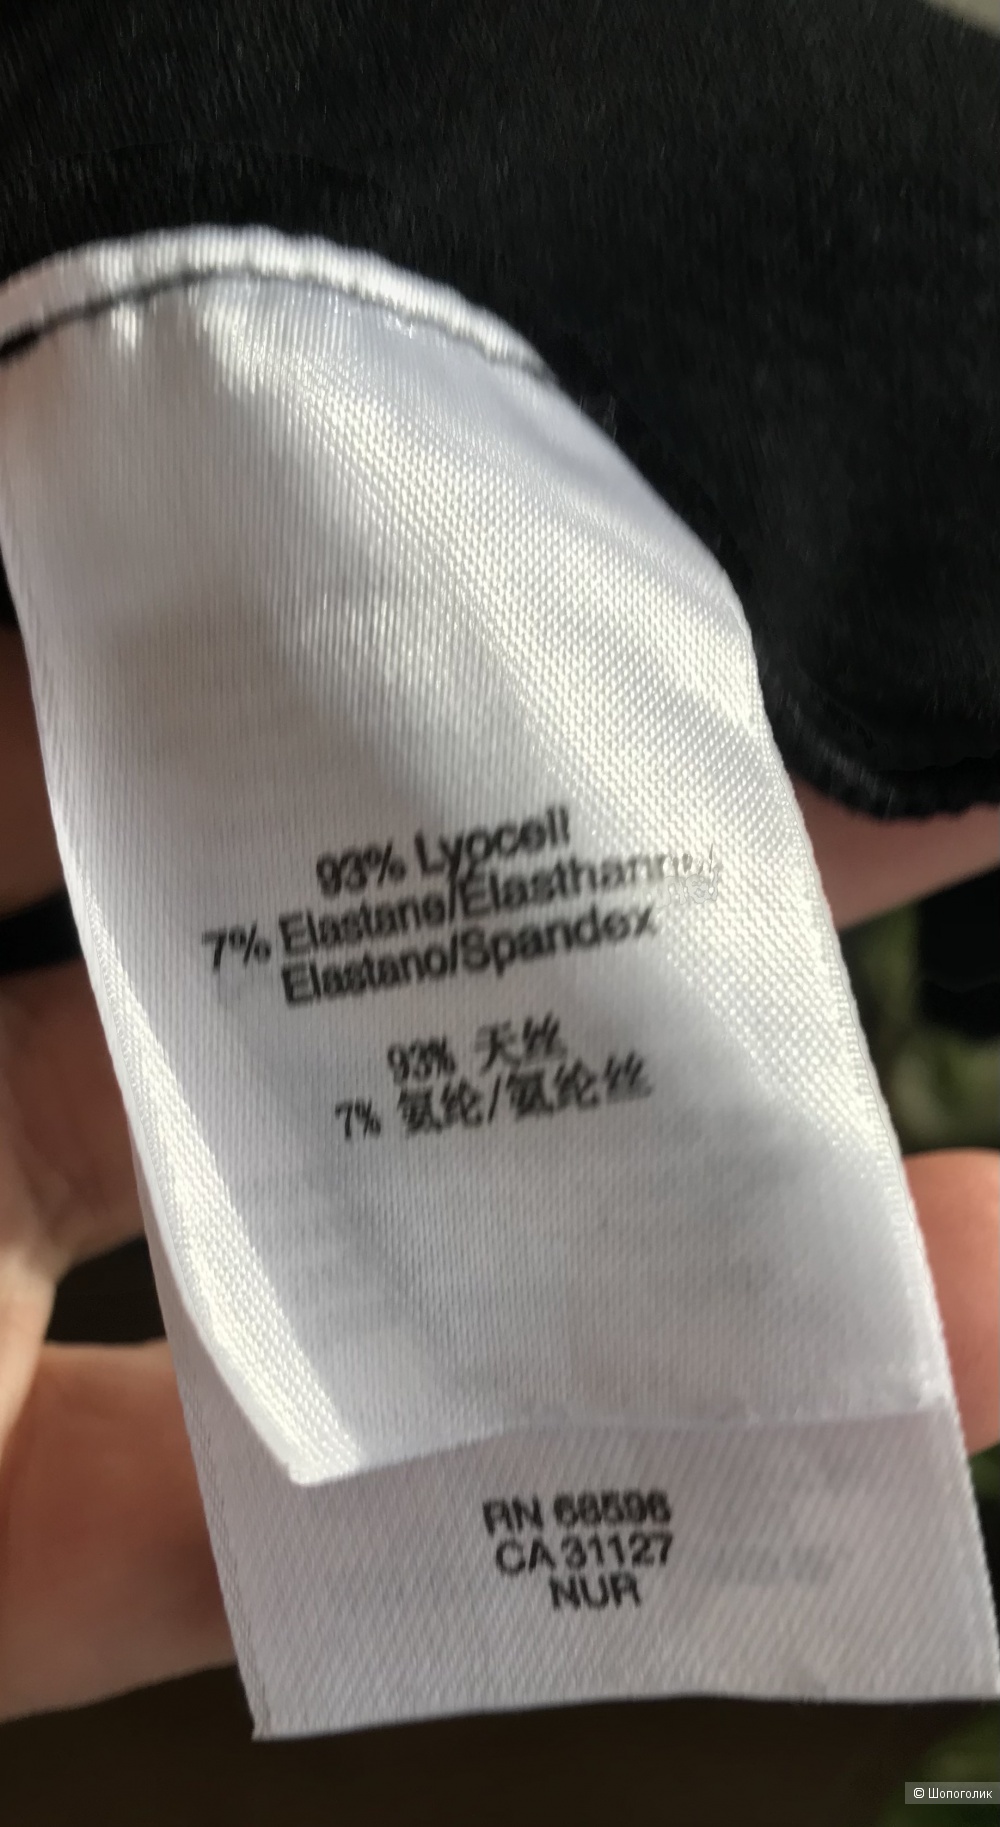 93% Lyocell
7% Elastane/Elasthanne/
Elastano/Spandex
93% 天丝
7% 氨纶/氨纶丝
RN 68596
CA 31127
NUR
© Шопоголик